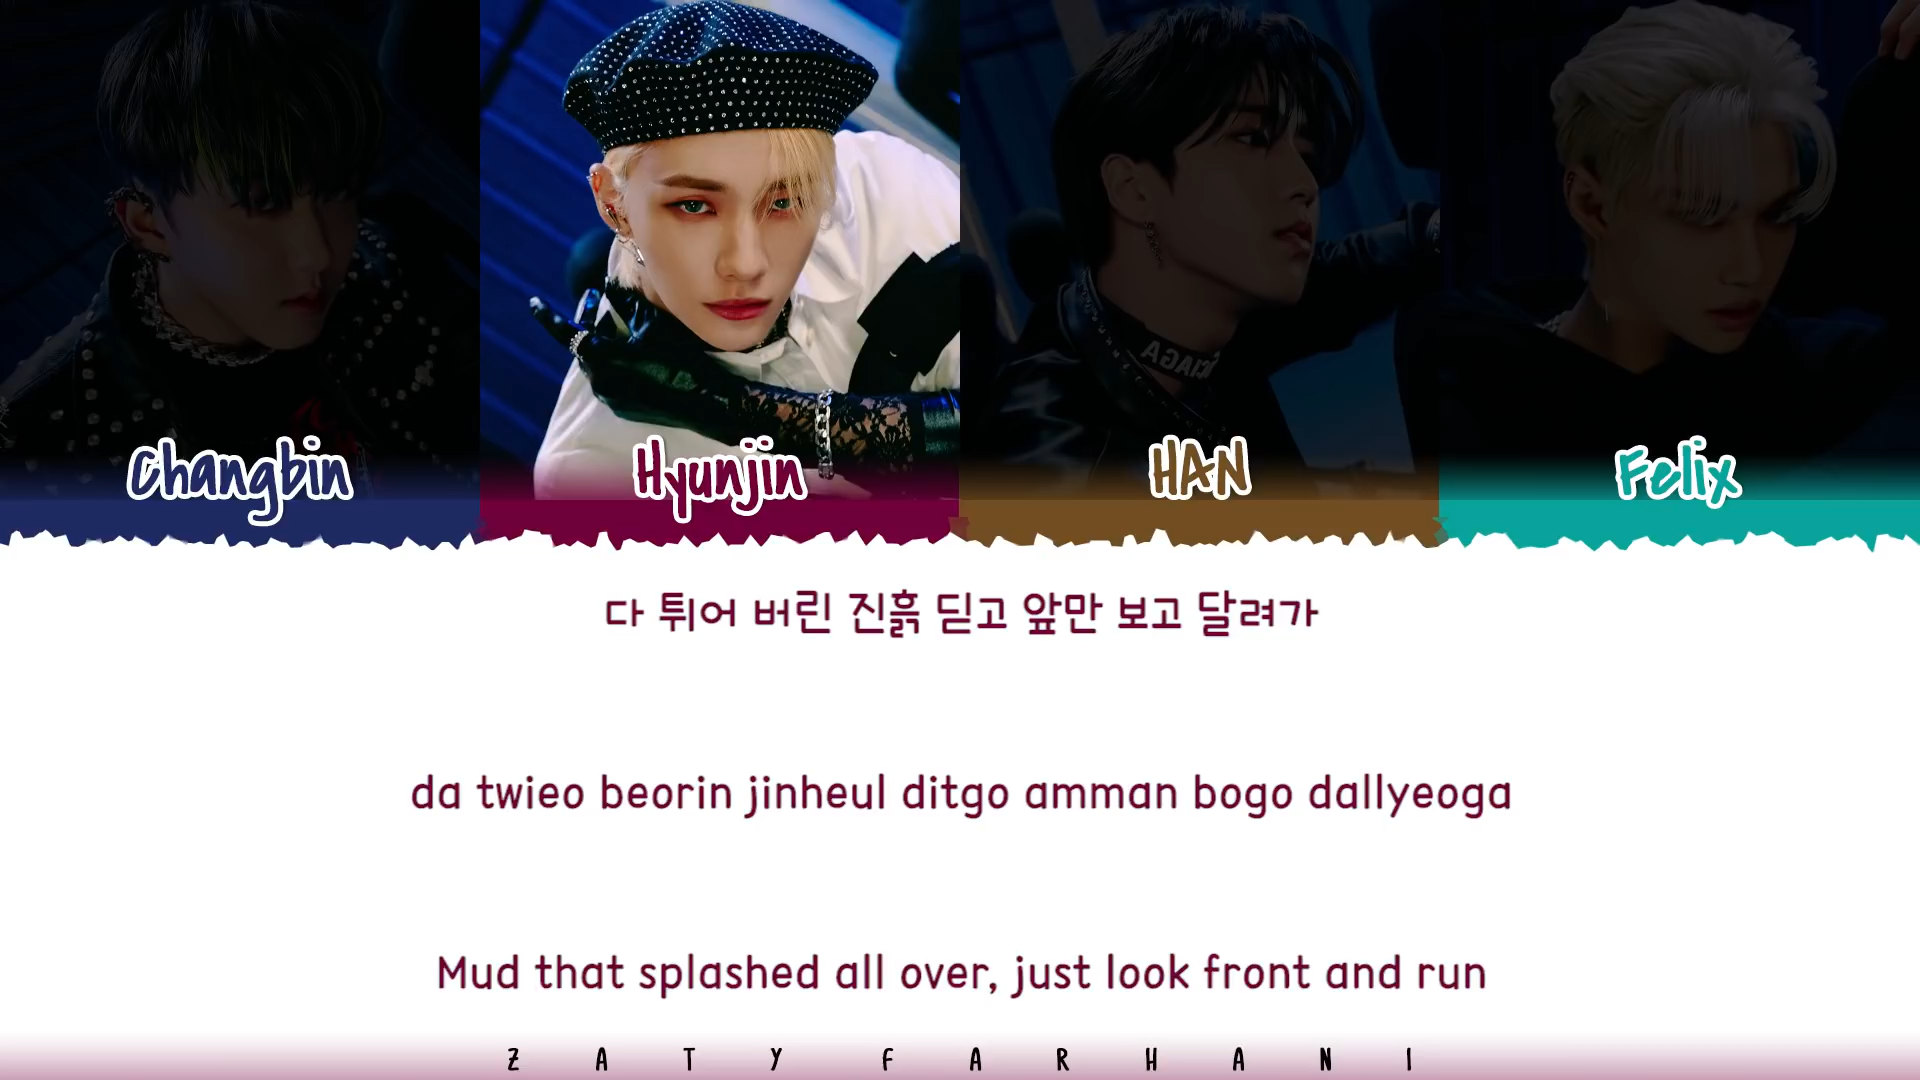 Changbin
Hyunjin
HAN
Felix
다 튀어 버린 진흙 딛고 앞만 보고 달려가
da twieo beorin jinheul ditgo amman bogo dallyeoga
Mud that splashed all over, just look front and run
ZATY FARHANI